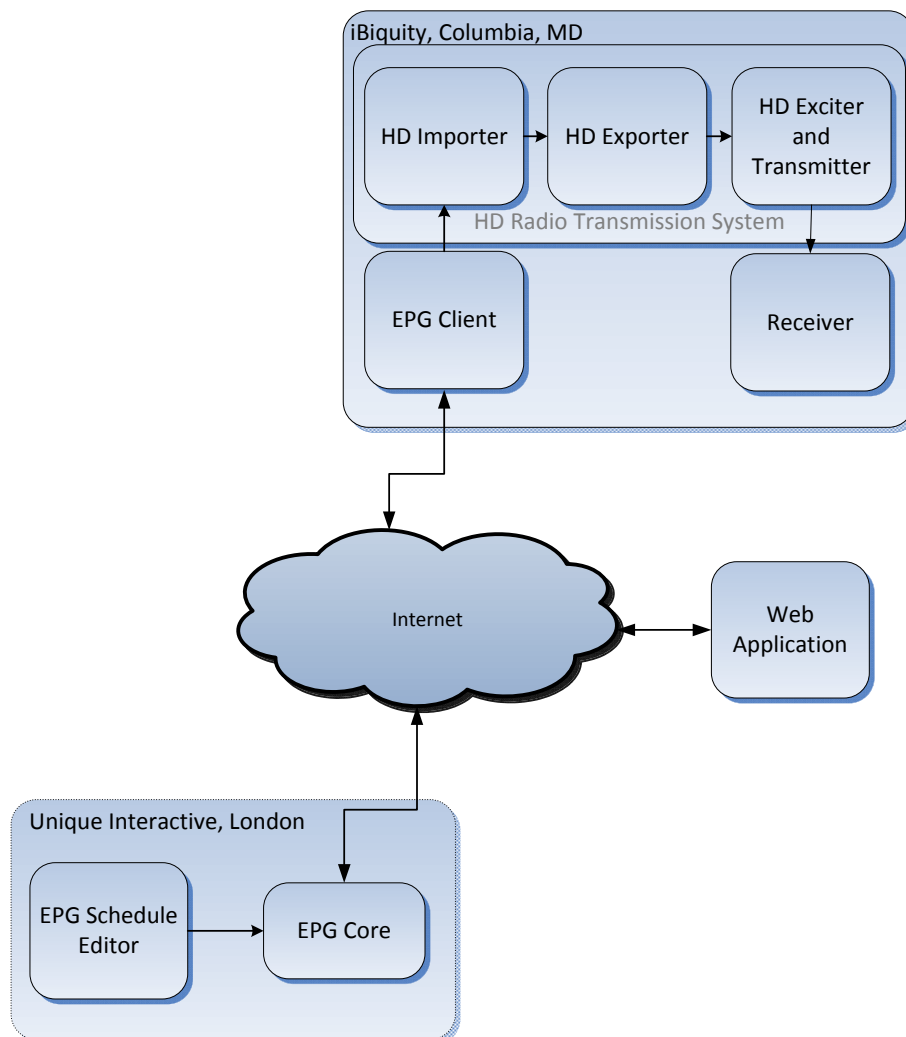 iBiquity, Columbia, MD
HD Importer
HD Exporter
HD Exciter
and
Transmitter
HD Radio Transmission System
EPG Client
Receiver
Internet
Web
Application
Unique Interactive, London
EPG Schedule
Editor
EPG Core